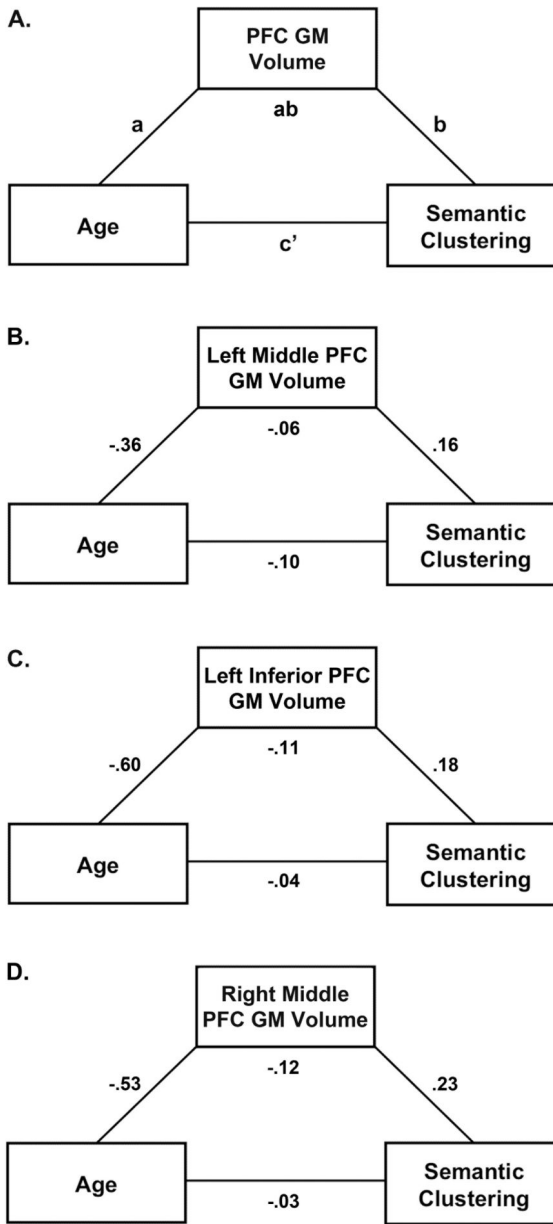 A.
PFC GM
Volume
a
ab
b
Age
c'
Semantic
Clustering
B.
Left Middle PFC
GM Volume
-.36
-.06
.16
Age
-.10
Semantic
Clustering
C.
Left Inferior PFC
GM Volume
-.60
-.11
.18
Age
-.04
Semantic
Clustering
D.
Right Middle
PFC GM Volume
-.53
-.12
.23
Age
-.03
Semantic
Clustering